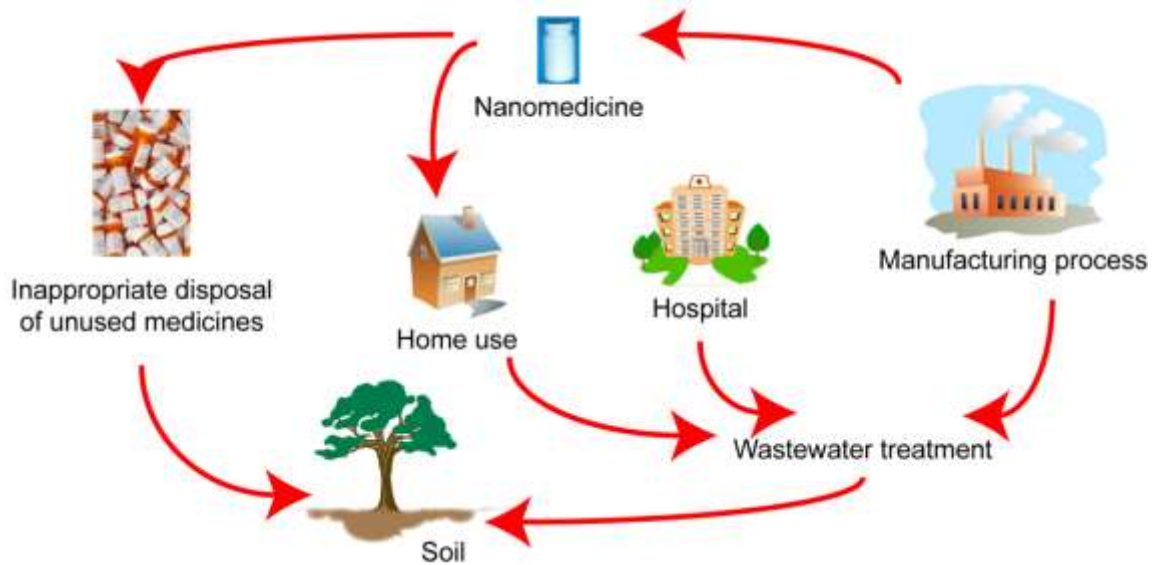 Nanomedicine
Manufacturing process
Inappropriate disposal
of unused medicines
Home use
Hospital
Wastewater treatment
Soil